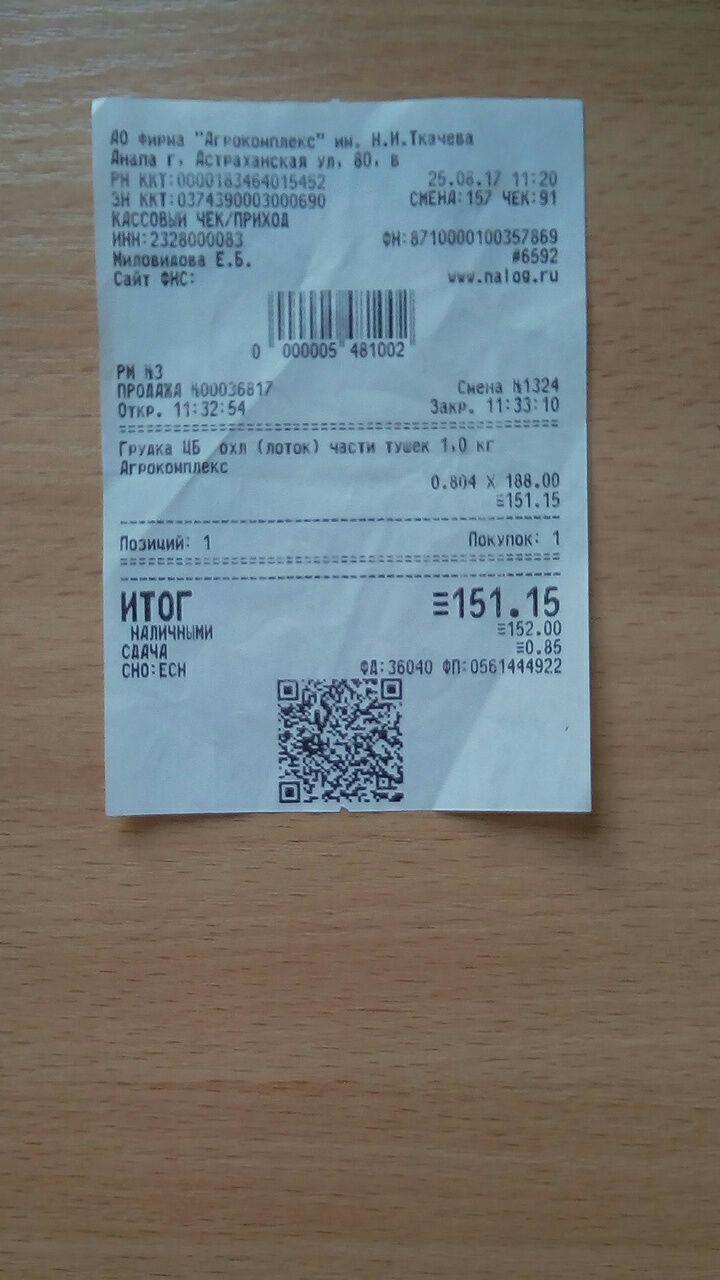 АО Фирма "Агрокомплекс" им. Н.И.Ткачева
Анапа г, Астраханская ул, 80, в
РН ККТ:0000183464015452 25.08.17 11:20
ЗН ККТ:0374390003000690 СМЕНА:157 ЧЕК:91
КАССОВЫЙ ЧЕК/ПРИХОД
ИНН:2328000083 ФН:8710000100357869
Миловидова Е.Б. #6592
Сайт ФНС: www.nalog.ru
0 000005 481002
РМ №3
ПРОДАЖА №00036817 Смена №1324
Откр. 11:32:54 Закр. 11:33:10
Грудка ЦБ охл (лоток) части тушек 1,0 кг
Агрокомплекс
0.804 X 188.00
≡151.15
Позиций: 1 Покупок: 1
ИТОГ ≡151.15
НАЛИЧНЫМИ ≡152.00
СДАЧА ≡0.85
СНО:ЕСН ФД:36040 ФП:0561444922